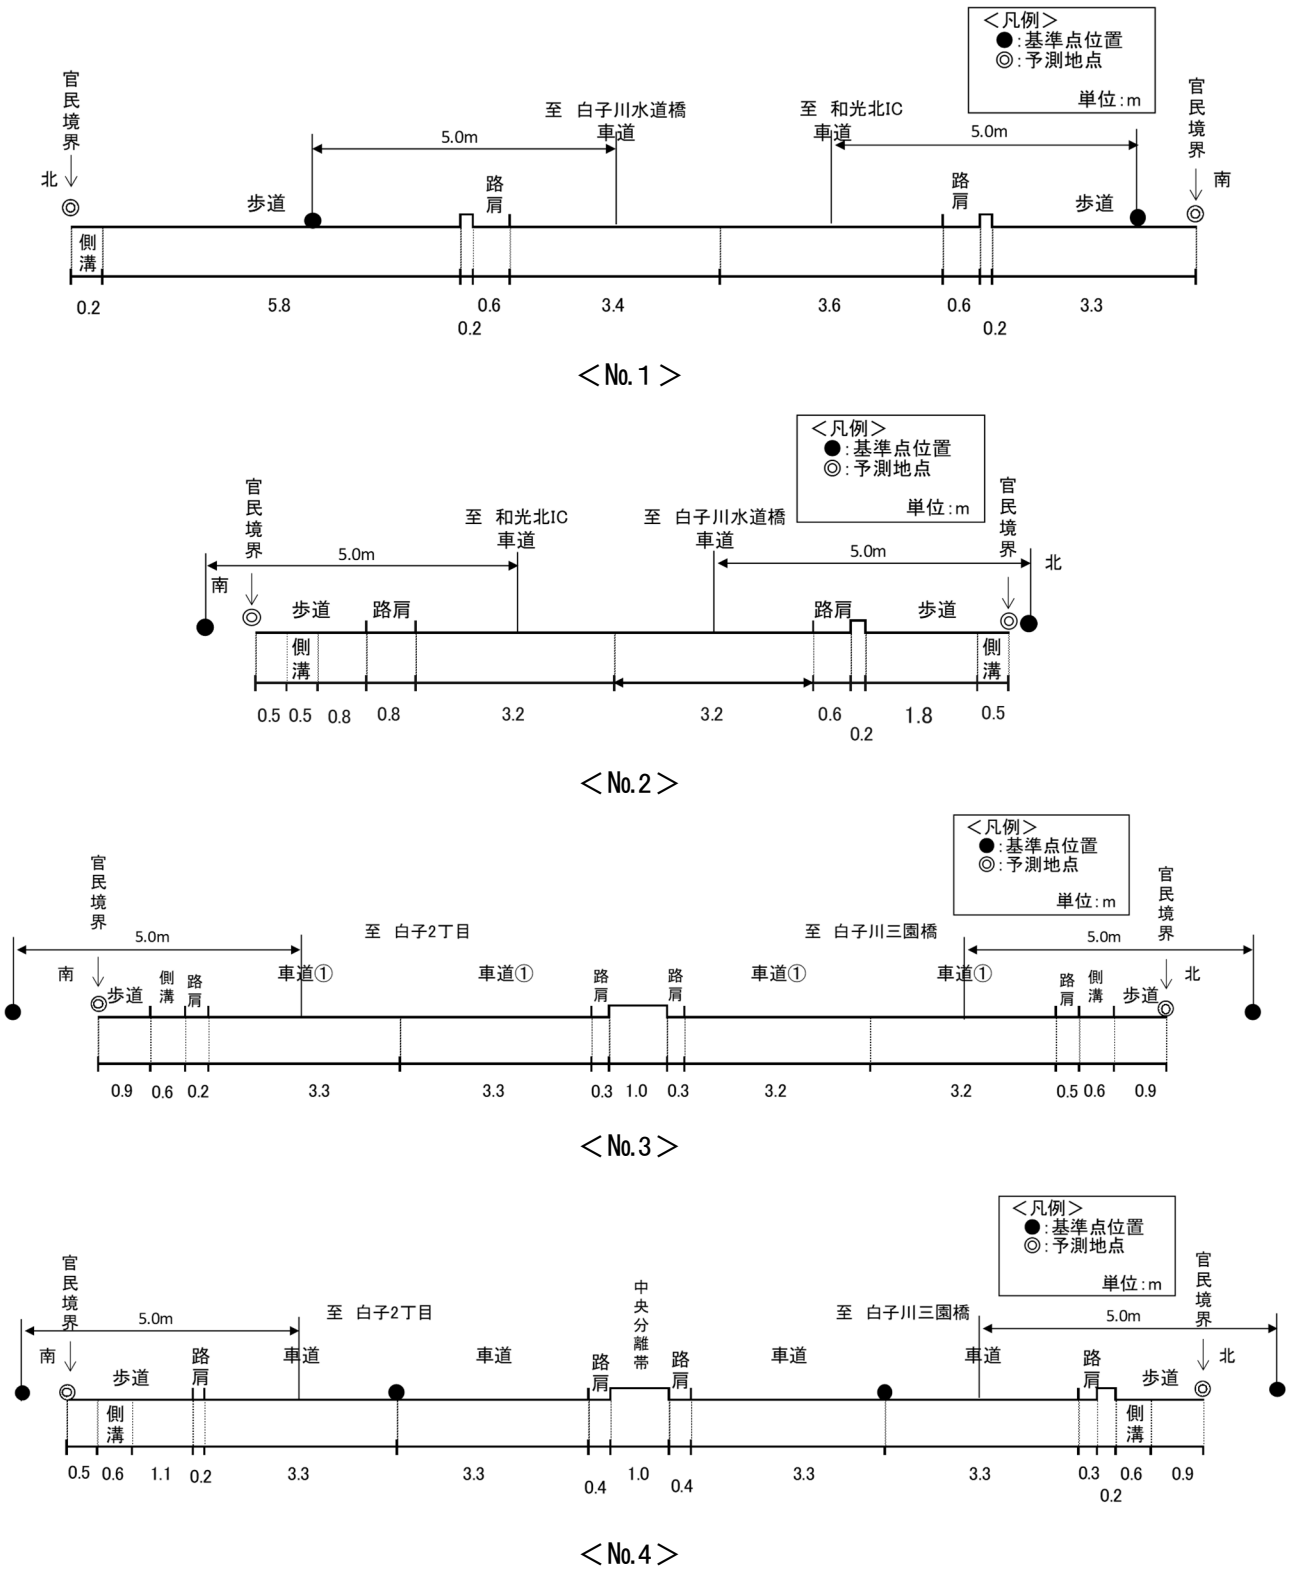 ＜凡例＞
●：基準点位置
◎：予測地点
単位：m
官民境界
官民境界
至 白子川水道橋
至 和光北IC
車道
車道
5.0m
5.0m
北
南
歩道
路肩
路肩
歩道
側溝
0.2
5.8
0.2
0.6
3.4
3.6
0.6
0.2
3.3
＜№.1＞
＜凡例＞
●：基準点位置
◎：予測地点
単位：m
官民境界
官民境界
至 和光北IC
至 白子川水道橋
車道
車道
5.0m
5.0m
南
北
歩道
路肩
路肩
歩道
側溝
側溝
0.5
0.5
0.8
0.8
3.2
3.2
0.6
0.2
1.8
0.5
＜№.2＞
＜凡例＞
●：基準点位置
◎：予測地点
単位：m
官民境界
官民境界
至 白子2丁目
至 白子川三園橋
5.0m
5.0m
南
北
歩道
側溝
路肩
車道①
車道①
路肩
路肩
車道①
車道①
路肩
側溝
歩道
0.9
0.6
0.2
3.3
3.3
0.3
1.0
0.3
3.2
3.2
0.5
0.6
0.9
＜№.3＞
＜凡例＞
●：基準点位置
◎：予測地点
単位：m
官民境界
官民境界
中央分離帯
至 白子2丁目
至 白子川三園橋
5.0m
5.0m
南
北
歩道
路肩
車道
車道
路肩
路肩
車道
車道
路肩
歩道
側溝
側溝
0.5
0.6
1.1
0.2
3.3
3.3
0.4
1.0
0.4
3.3
3.3
0.3
0.2
0.6
0.9
＜№.4＞